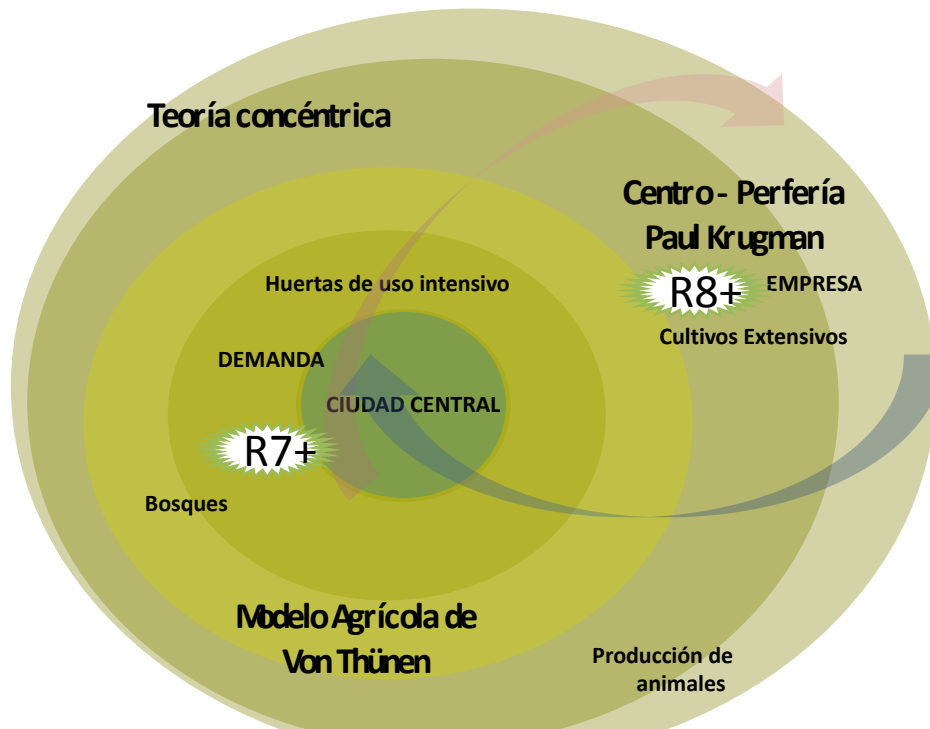 Teoría concéntrica
Centro - Perfería
Paul Krugman
R8+
EMPRESA
Cultivos Extensivos
Huertas de uso intensivo
DEMANDA
CIUDAD CENTRAL
R7+
Bosques
Modelo Agrícola de
Von Thünen
Producción de
animales